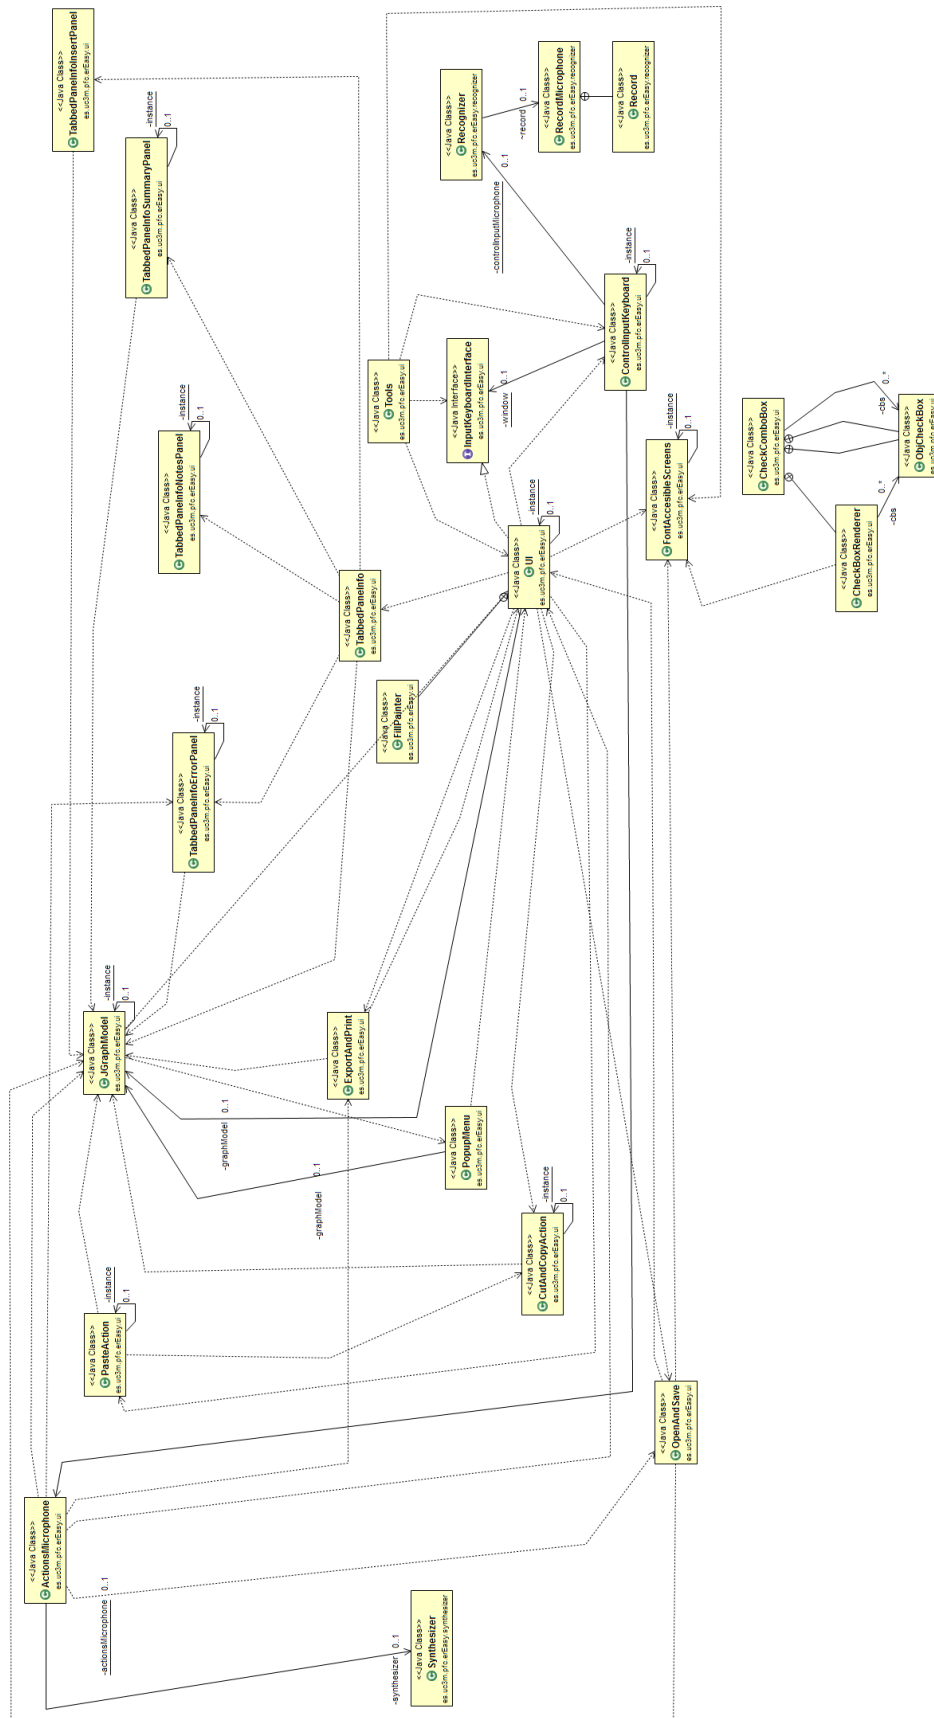 <<Java Class>>
TabbedPaneInfoInsertPanel
es.uc3m.pfc.erEasy.ui
<<Java Class>>
TabbedPaneInfoSummaryPanel
es.uc3m.pfc.erEasy.ui
-instance
0..1
<<Java Class>>
TabbedPaneInfoNotesPanel
es.uc3m.pfc.erEasy.ui
-instance
0..1
<<Java Class>>
TabbedPaneInfo
es.uc3m.pfc.erEasy.ui
<<Java Class>>
TabbedPaneInfoErrorPanel
es.uc3m.pfc.erEasy.ui
-instance
0..1
<<Java Class>>
JGraphModel
es.uc3m.pfc.erEasy.ui
-instance
0..1
<<Java Class>>
Recognizer
es.uc3m.pfc.erEasy.recognizer
0..1
-controlInputMicrophone
-record 0..1
<<Java Class>>
RecordMicrophone
es.uc3m.pfc.erEasy.recognizer
<<Java Class>>
Record
es.uc3m.pfc.erEasy.recognizer
<<Java Class>>
Tools
es.uc3m.pfc.erEasy.ui
<<Java Interface>>
InputKeyboardInterface
es.uc3m.pfc.erEasy.ui
-window 0..1
<<Java Class>>
ControlInputKeyboard
es.uc3m.pfc.erEasy.ui
-instance
0..1
<<Java Class>>
UI
es.uc3m.pfc.erEasy.ui
-instance
0..1
<<Java Class>>
FontAccesibleScreens
es.uc3m.pfc.erEasy.ui
-instance
0..1
<<Java Class>>
CheckComboBox
es.uc3m.pfc.erEasy.ui
<<Java Class>>
ObjCheckBox
es.uc3m.pfc.erEasy.ui
-cbs 0..*
<<Java Class>>
CheckBoxRenderer
es.uc3m.pfc.erEasy.ui
-cbs 0..*
<<Java Class>>
FillPainter
es.uc3m.pfc.erEasy.ui
<<Java Class>>
ExportAndPrint
es.uc3m.pfc.erEasy.ui
-graphModel 0..1
-graphModel 0..1
<<Java Class>>
PopupMenu
es.uc3m.pfc.erEasy.ui
<<Java Class>>
CutAndCopyAction
es.uc3m.pfc.erEasy.ui
-instance
0..1
<<Java Class>>
PasteAction
es.uc3m.pfc.erEasy.ui
-instance
0..1
<<Java Class>>
OpenAndSave
es.uc3m.pfc.erEasy.ui
<<Java Class>>
ActionsMicrophone
es.uc3m.pfc.erEasy.ui
-actionsMicrophone 0..1
-synthesizer 0..1
<<Java Class>>
Synthesizer
es.uc3m.pfc.erEasy.synthesizer